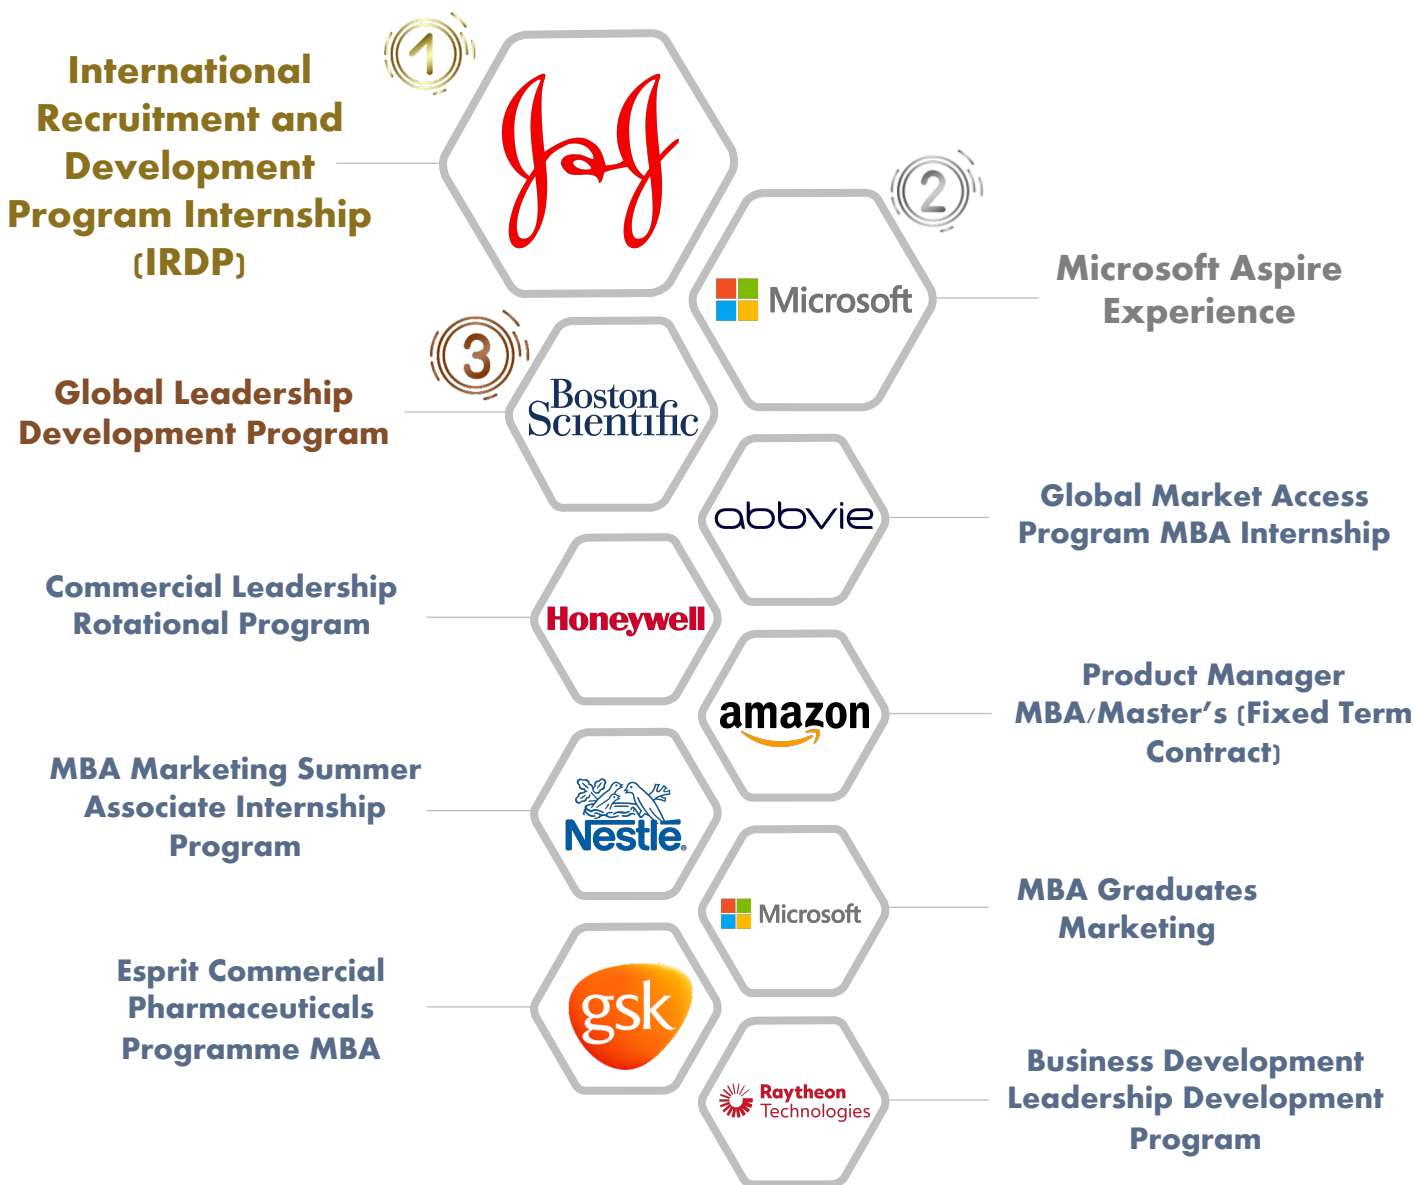 1
International
Recruitment and
Development
Program Internship
(IRDP)
J&J
2
Microsoft
Microsoft Aspire
Experience
3
Boston
Scientific
Global Leadership
Development Program
abbvie
Global Market Access
Program MBA Internship
Honeywell
Commercial Leadership
Rotational Program
amazon
Product Manager
MBA/Master’s (Fixed Term
Contract)
Nestlé®
MBA Marketing Summer
Associate Internship
Program
Microsoft
MBA Graduates
Marketing
gsk
Esprit Commercial
Pharmaceuticals
Programme MBA
Raytheon
Technologies
Business Development
Leadership Development
Program